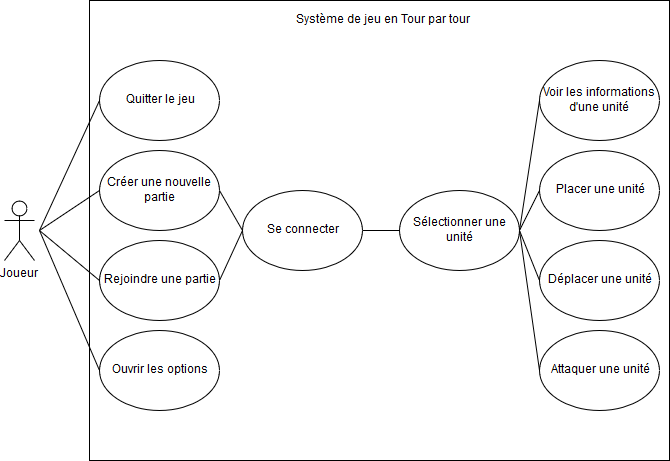 Système de jeu en Tour par tour
Quitter le jeu
Créer une nouvelle
partie
Rejoindre une partie
Ouvrir les options
Joueur
Se connecter
Sélectionner une
unité
Voir les informations
d'une unité
Placer une unité
Déplacer une unité
Attaquer une unité